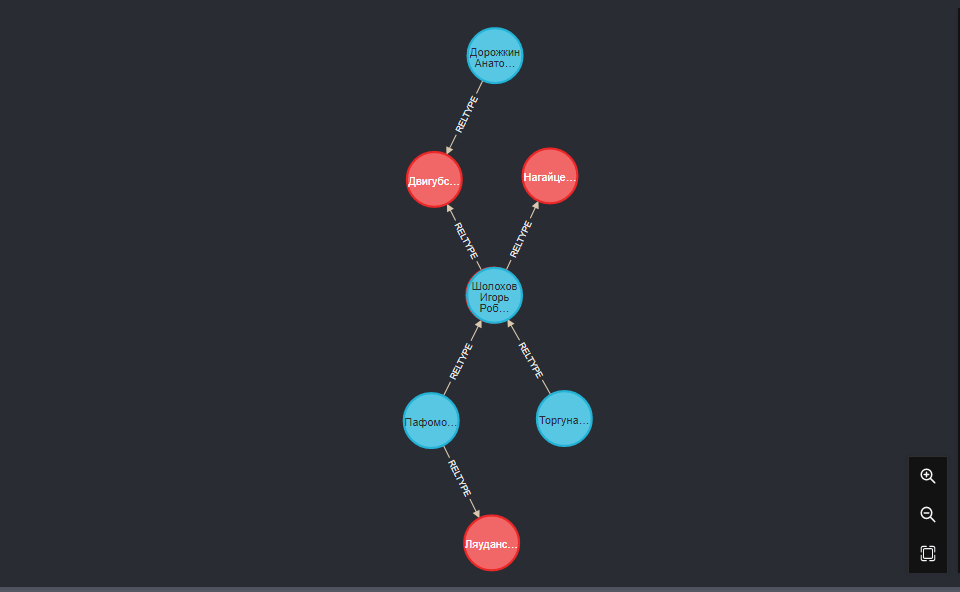 Дорожкин
Анато...
RELTYPE
Двигубс...
Нагайце...
RELTYPE
RELTYPE
Шолохов
Игорь
Роб...
RELTYPE
RELTYPE
Пафомо...
Торгуна...
RELTYPE
Ляуданс...